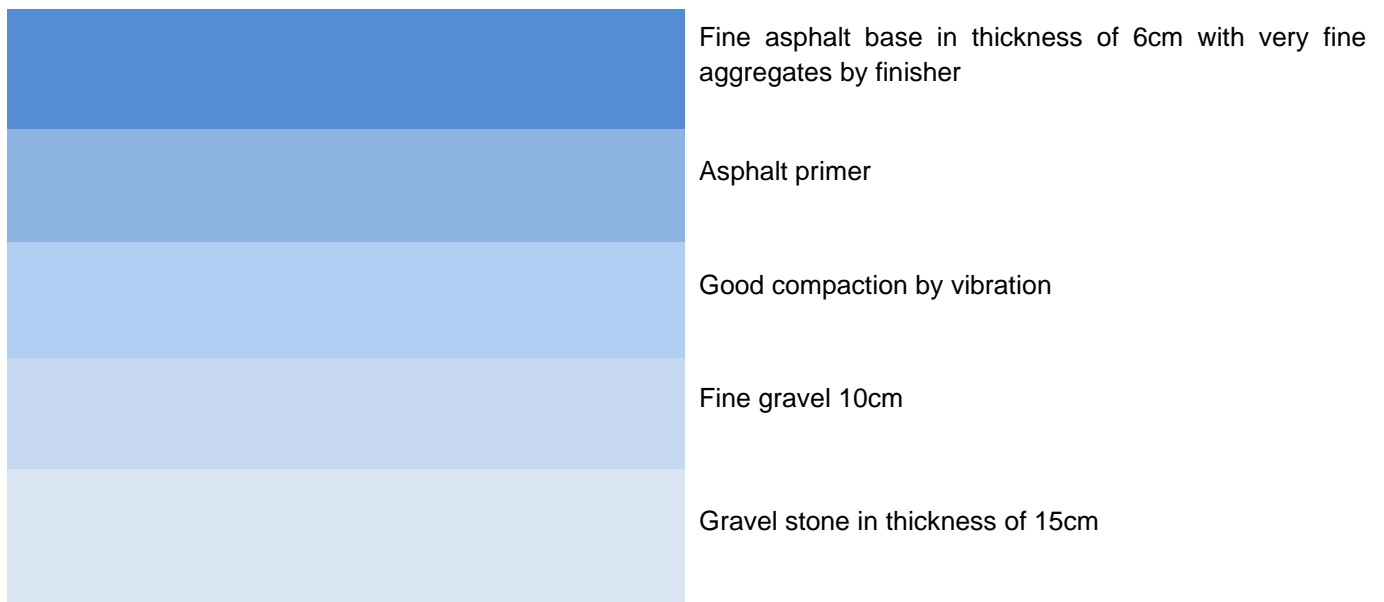 Fine asphalt base in thickness of 6cm with very fine
aggregates by finisher
Asphalt primer
Good compaction by vibration
Fine gravel 10cm
Gravel stone in thickness of 15cm